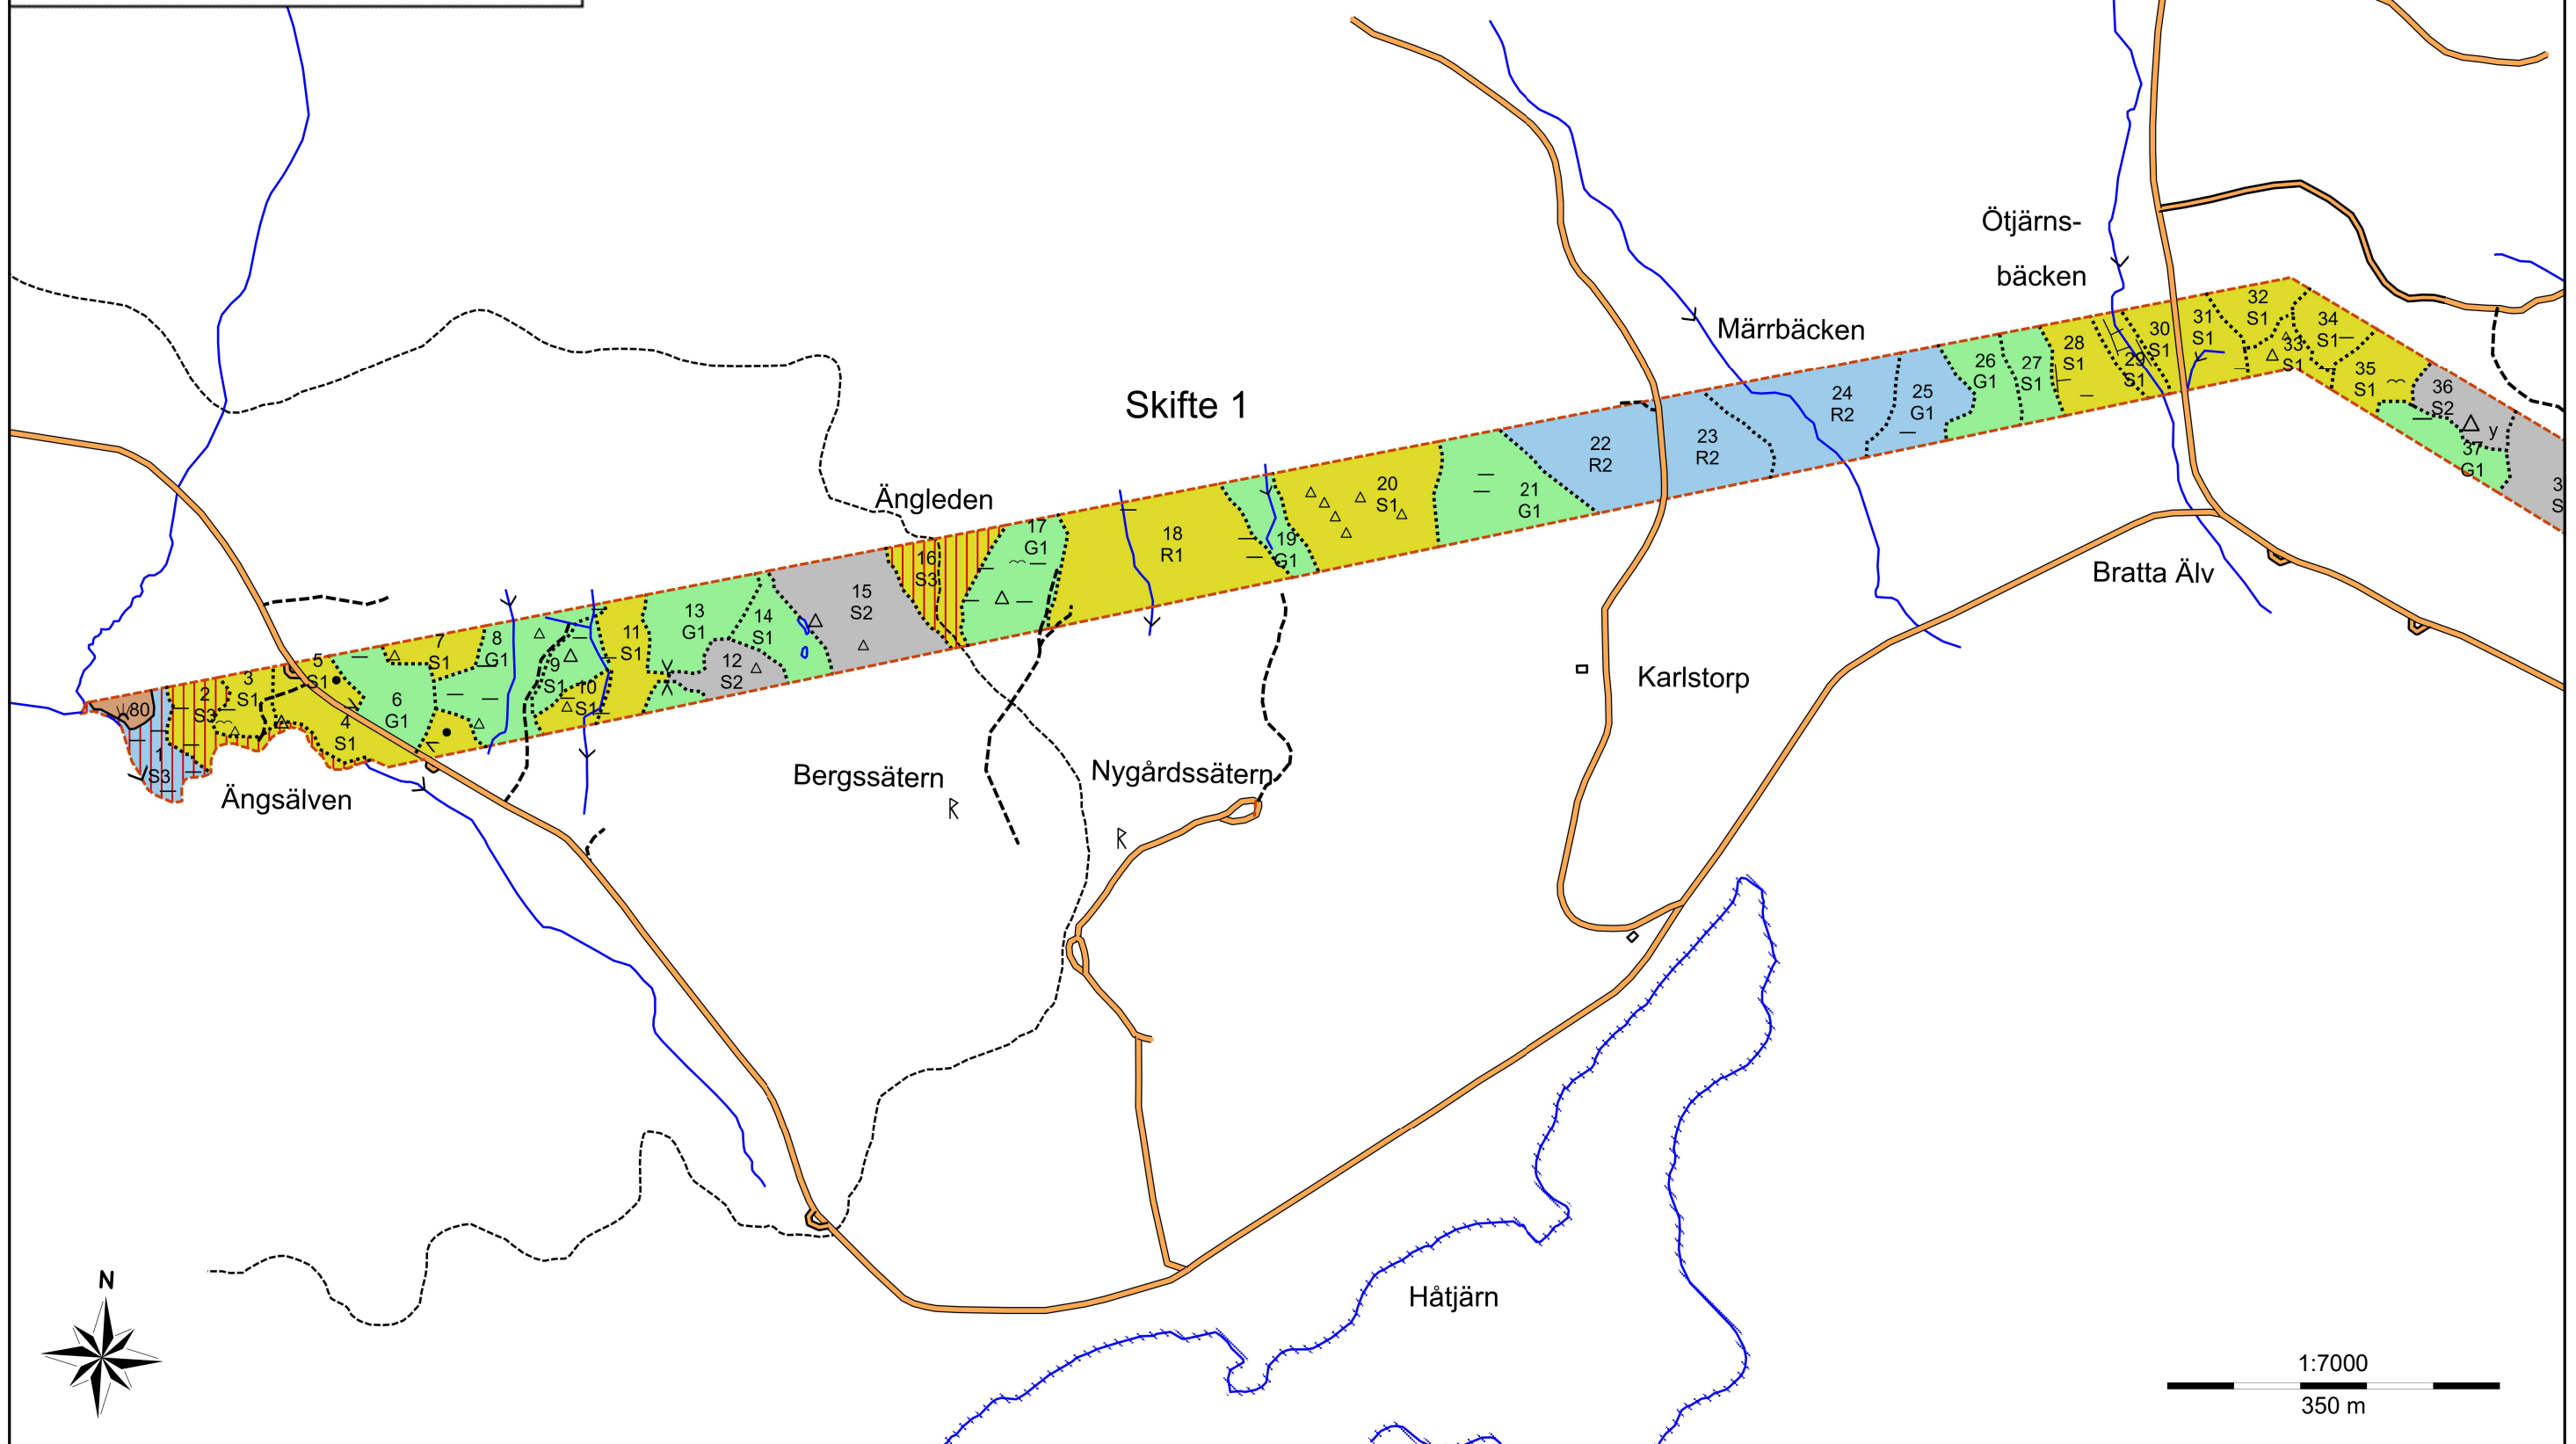 Ötjärns-
bäcken
Märrbäcken
Skifte 1
Ängleden
32
S1
31
S1
34
S1
30
S1
33
S1
28
S1
29
S1
35
S1
26
G1
27
S1
36
S2
24
R2
25
G1
y
37
G1
22
R2
23
R2
20
S1
21
G1
17
G1
18
R1
19
G1
16
S3
15
S2
Bratta Älv
13
G1
14
S1
11
S1
12
S2
7
S1
8
G1
9
S1
10
S1
5
S1
3
S1
2
S3
6
G1
4
S1
80
1
S3
Karlstorp
Ängsälven
Bergssätern
R
Nygårdssätern
R
Håtjärn
N
1:7000
350 m